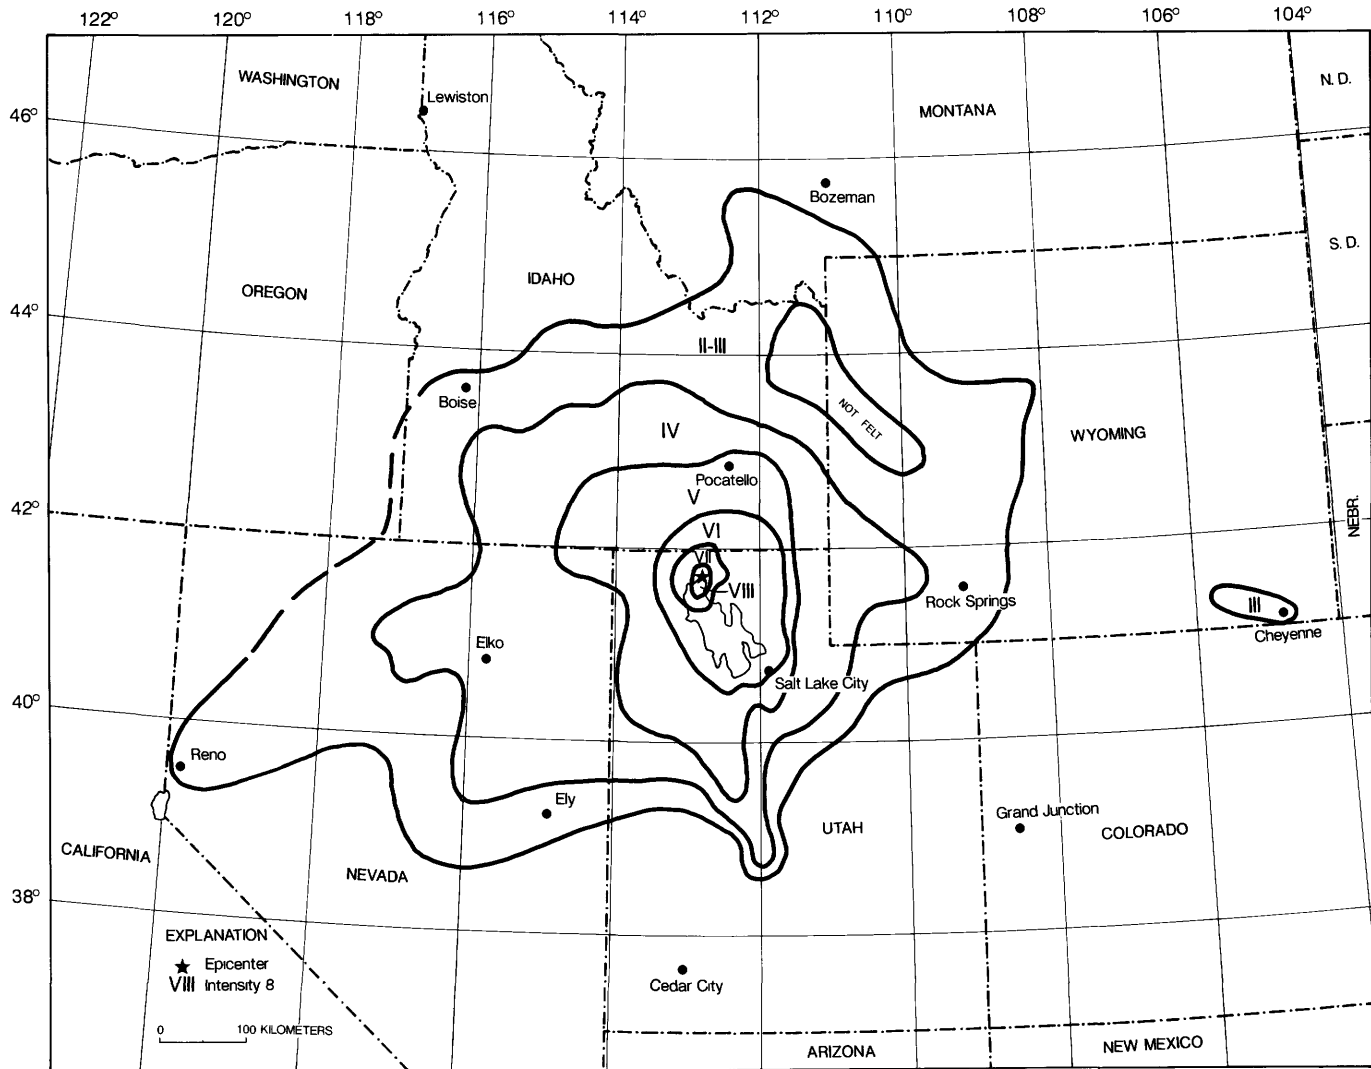 122° 120° 118° 116° 114° 112° 110° 108° 106° 104°
WASHINGTON
N. D.
Lewiston
46°
MONTANA
Bozeman
S. D.
IDAHO
OREGON
44°
II-III
Boise
NOT FELT
IV
WYOMING
Pocatello
V
42°
NEBR.
VI
VII
VIII
Rock Springs
III
Cheyenne
Elko
Salt Lake City
40°
Reno
Ely
Grand Junction
UTAH
COLORADO
CALIFORNIA
NEVADA
38°
EXPLANATION
Epicenter
VIII Intensity 8
Cedar City
0 100 KILOMETERS
ARIZONA
NEW MEXICO